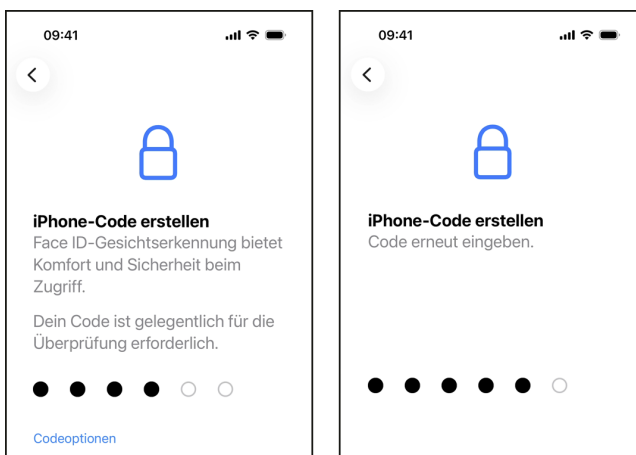 09:41
iPhone-Code erstellen
Face ID-Gesichtserkennung bietet
Komfort und Sicherheit beim
Zugriff.
Dein Code ist gelegentlich für die
Überprüfung erforderlich.
Codeoptionen
09:41
iPhone-Code erstellen
Code erneut eingeben.